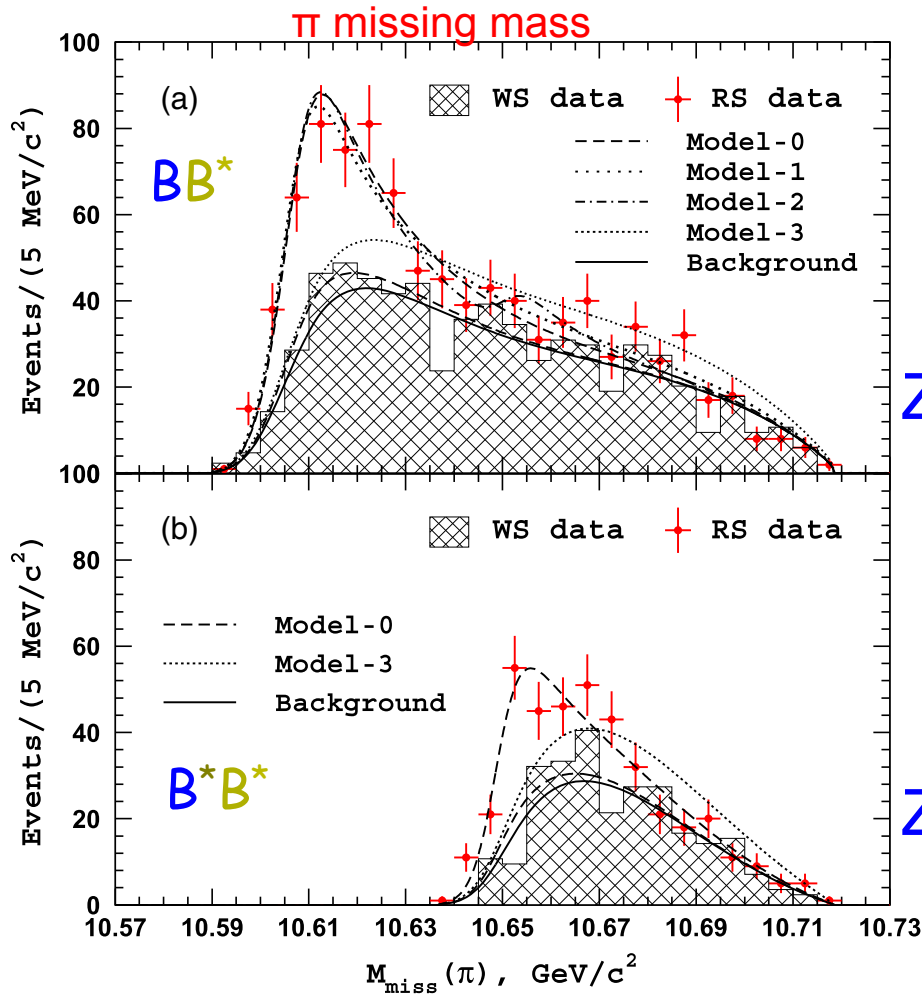 π missing mass
100
80
60
40
20
Events/(5 MeV/c²)
(a)
WS data
RS data
Model-0
Model-1
Model-2
Model-3
Background
BB*
Z
100
80
60
40
20
0
Events/(5 MeV/c²)
(b)
WS data
RS data
Model-0
Model-3
Background
B*B*
Z
10.57 10.59 10.61 10.63 10.65 10.67 10.69 10.71 10.73
M_miss(π), GeV/c²